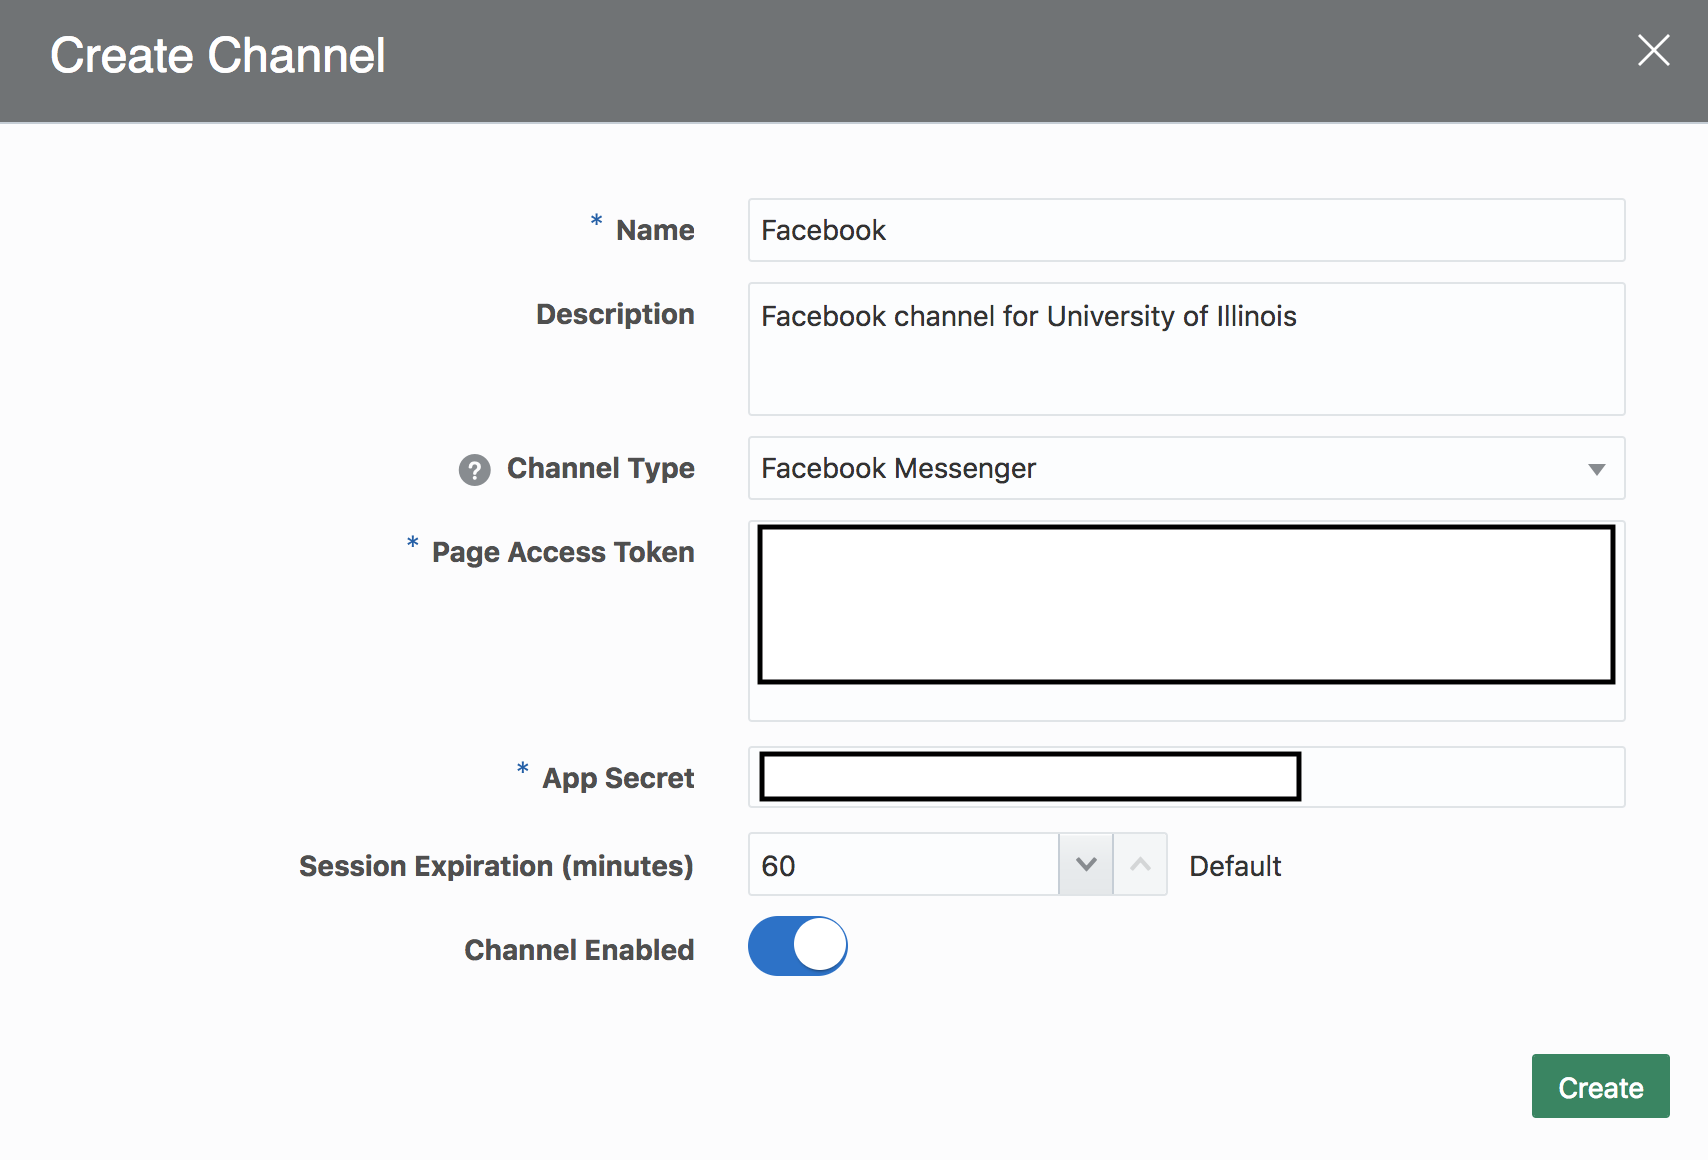 Create Channel
* Name
Facebook
Description
Facebook channel for University of Illinois
? Channel Type
Facebook Messenger
* Page Access Token
* App Secret
Session Expiration (minutes)
60
Default
Channel Enabled
Create